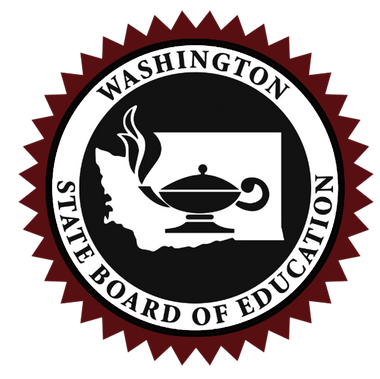 WASHINGTON
STATE BOARD OF EDUCATION